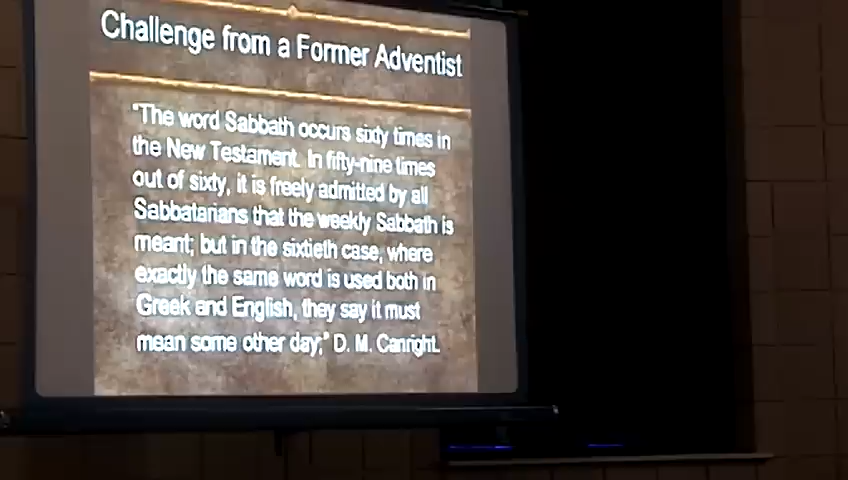 Challenge from a Former Adventist
"The word Sabbath occurs sixty times in
the New Testament. In fifty-nine times
out of sixty, it is freely admitted by all
Sabbatarians that the weekly Sabbath is
meant; but in the sixtieth case, where
exactly the same word is used both in
Greek and English, they say it must
mean some other day;" D. M. Canright.